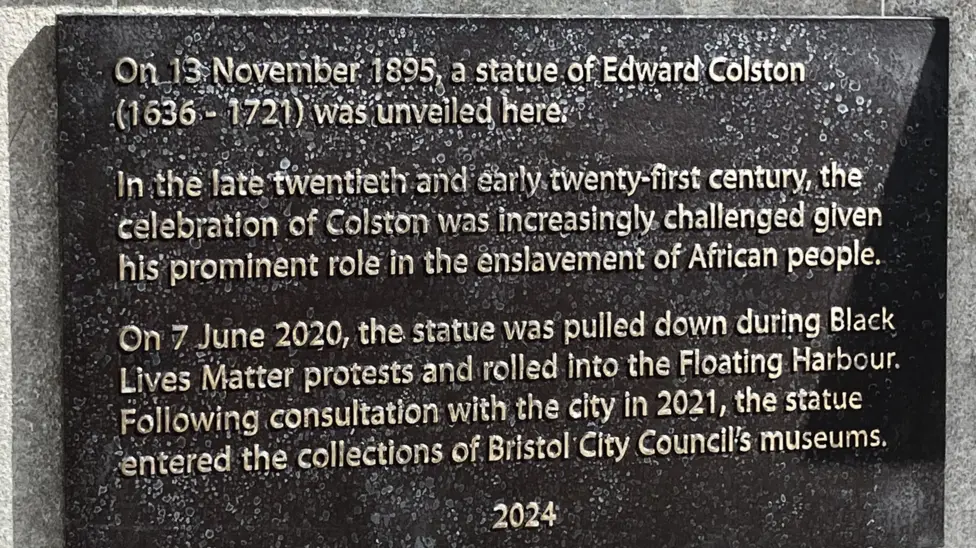 On 13 November 1895, a statue of Edward Colston
(1636 - 1721) was unveiled here.
In the late twentieth and early twenty-first century, the
celebration of Colston was increasingly challenged given
his prominent role in the enslavement of African people.
On 7 June 2020, the statue was pulled down during Black
Lives Matter protests and rolled into the Floating Harbour.
Following consultation with the city in 2021, the statue
entered the collections of Bristol City Council's museums.
2024